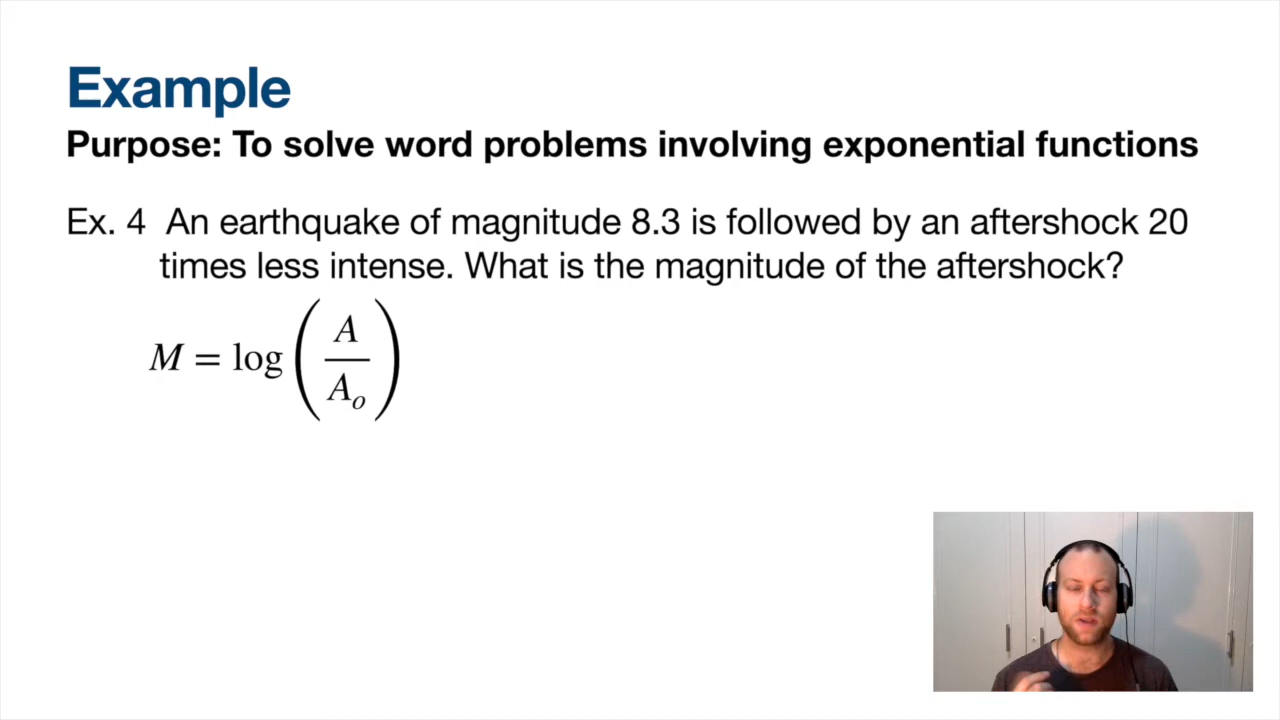 Example
Purpose: To solve word problems involving exponential functions
Ex. 4 An earthquake of magnitude 8.3 is followed by an aftershock 20
times less intense. What is the magnitude of the aftershock?
M = log(A/Aₒ)